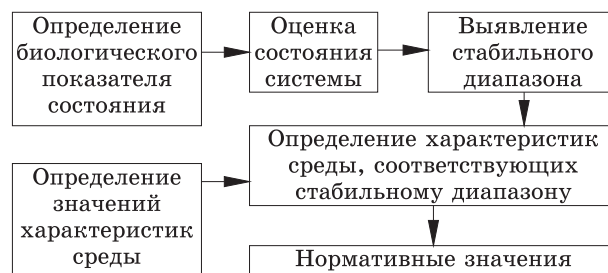 Определение
биологического
показателя
состояния
Оценка
состояния
системы
Выявление
стабильного
диапазона
Определение характеристик
среды, соответствующих
стабильному диапазону
Определение
значений
характеристик
среды
Нормативные значения